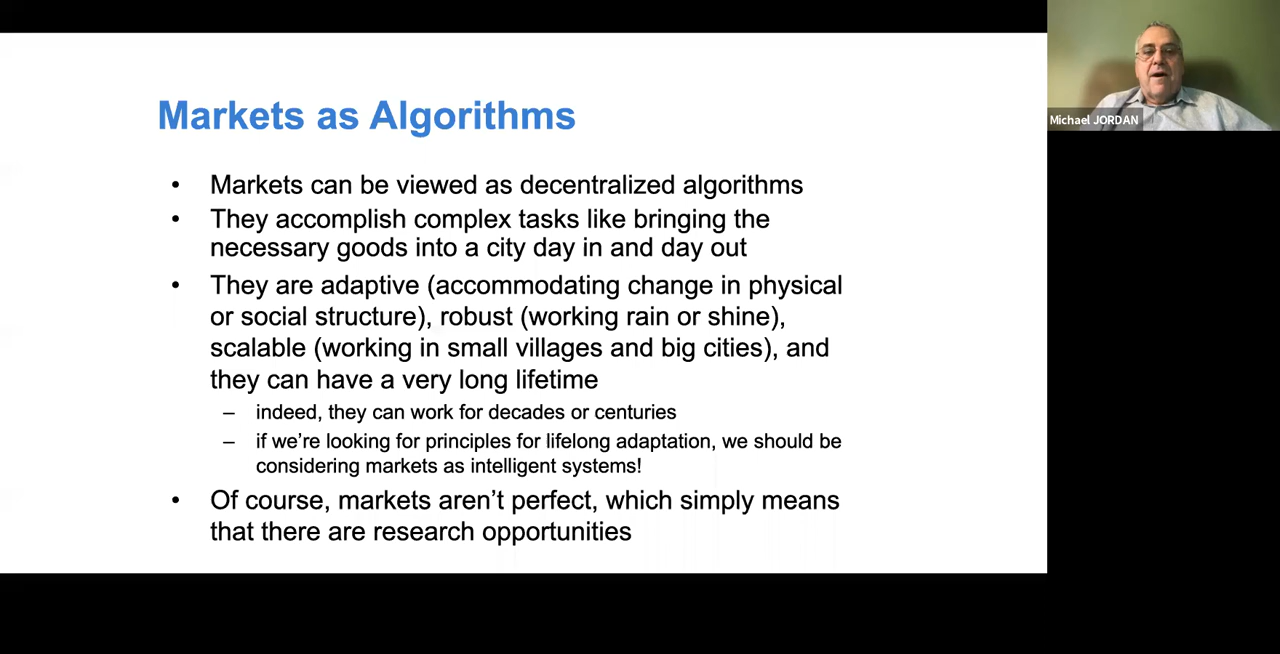 Markets as Algorithms
• Markets can be viewed as decentralized algorithms
• They accomplish complex tasks like bringing the
necessary goods into a city day in and day out
• They are adaptive (accommodating change in physical
or social structure), robust (working rain or shine),
scalable (working in small villages and big cities), and
they can have a very long lifetime
– indeed, they can work for decades or centuries
– if we’re looking for principles for lifelong adaptation, we should be
considering markets as intelligent systems!
• Of course, markets aren’t perfect, which simply means
that there are research opportunities
Michael JORDAN